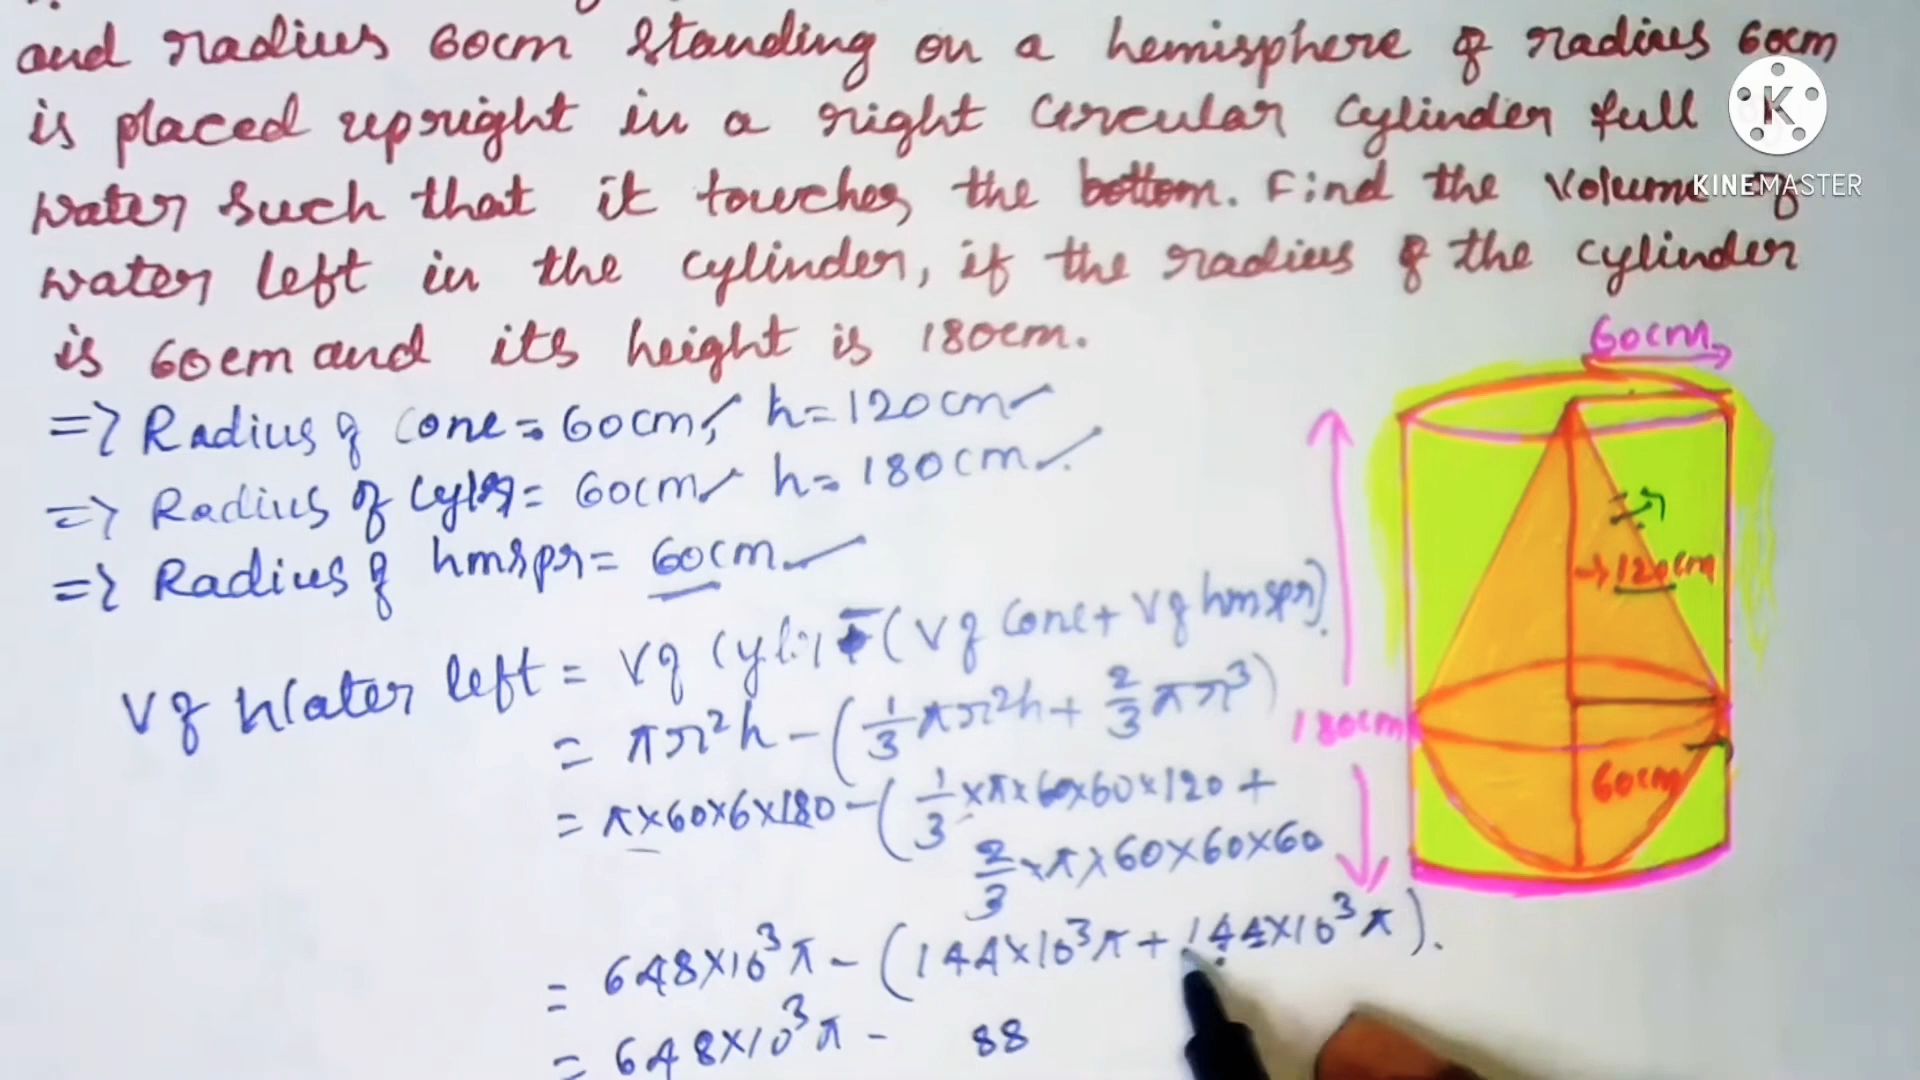 and radius 60cm standing on a hemisphere of radius 60cm
is placed upright in a right circular cylinder full
water such that it touches the bottom. Find the volume of
water left in the cylinder, if the radius of the cylinder
is 60cm and its height is 180cm.
K
KINEMASTER
=> Radius of Cone = 60cm, h = 120cm
=> Radius of cyl = 60cm h = 180cm
=> Radius of hmspr = 60cm
V of Water left = V of Cyl - (V of Cone + V of hmspr).
= πr²h - (1/3 πr²h + 2/3 πr³)
= π×60×6×180 - (1/3 ×π×60×60×120 +
2/3 ×π×60×60×60
= 648×10³π - (144×10³π + 144×10³π).
= 648×10³π - 88
60cm
120cm
180cm
60cm